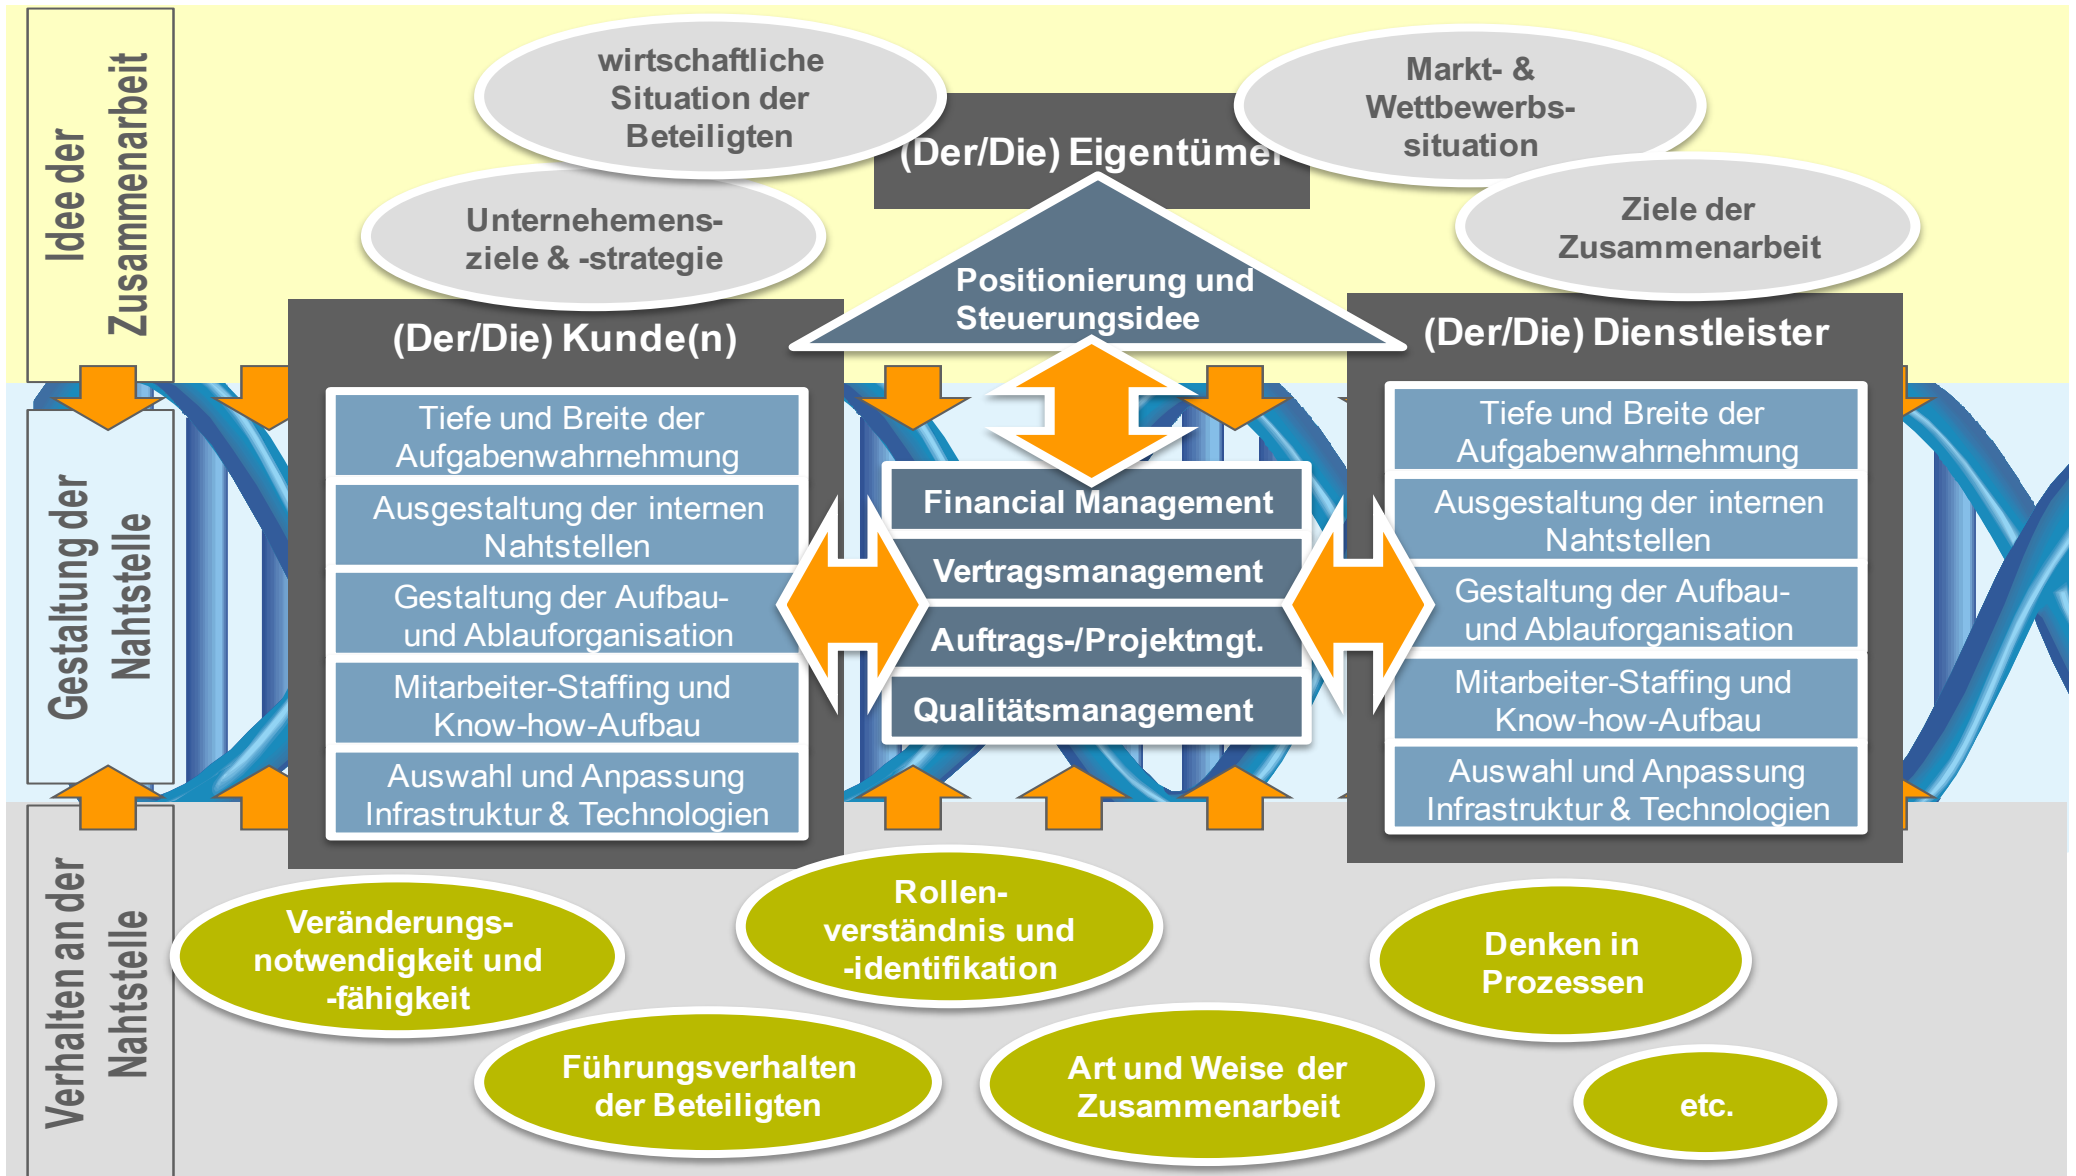 Idee der
Zusammenarbeit
wirtschaftliche
Situation der
Beteiligten
Markt- &
Wettbewerbs-
situation
(Der/Die) Eigentümer
Unternehemens-
ziele & -strategie
Ziele der
Zusammenarbeit
Positionierung und
Steuerungsidee
Gestaltung der
Nahtstelle
(Der/Die) Kunde(n)
Tiefe und Breite der
Aufgabenwahrnehmung
Ausgestaltung der internen
Nahtstellen
Gestaltung der Aufbau-
und Ablauforganisation
Mitarbeiter-Staffing und
Know-how-Aufbau
Auswahl und Anpassung
Infrastruktur & Technologien
Financial Management
Vertragsmanagement
Auftrags-/Projektmgt.
Qualitätsmanagement
(Der/Die) Dienstleister
Tiefe und Breite der
Aufgabenwahrnehmung
Ausgestaltung der internen
Nahtstellen
Gestaltung der Aufbau-
und Ablauforganisation
Mitarbeiter-Staffing und
Know-how-Aufbau
Auswahl und Anpassung
Infrastruktur & Technologien
Verhalten an der
Nahtstelle
Veränderungs-
notwendigkeit und
-fähigkeit
Rollen-
verständnis und
-identifikation
Denken in
Prozessen
Führungsverhalten
der Beteiligten
Art und Weise der
Zusammenarbeit
etc.